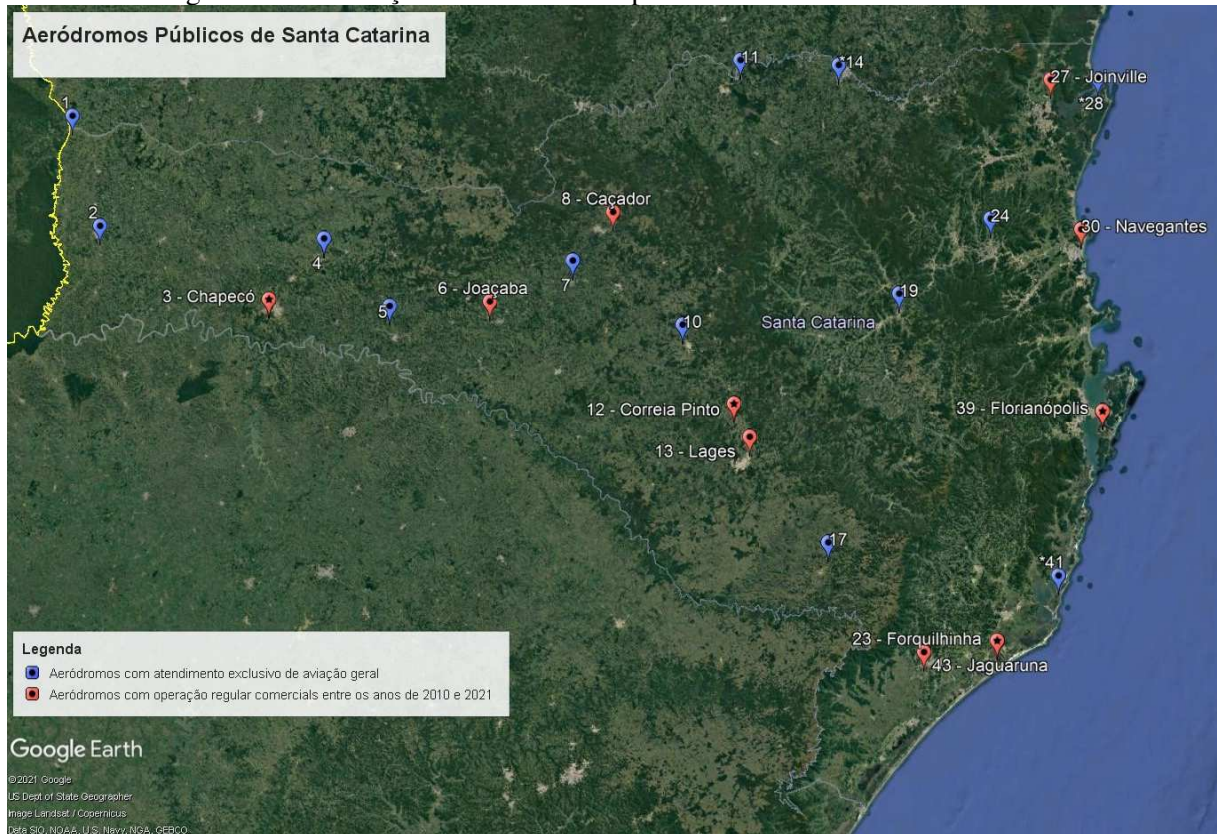 Aeródromos Públicos de Santa Catarina
11
*14
27 - Joinville
*28
1
8 - Caçador
2
24
30 - Navegantes
4
7
3 - Chapecó
6 - Joaçaba
5
19
10
Santa Catarina
12 - Correia Pinto
39 - Florianópolis
13 - Lages
17
*41
23 - Forquilhinha
43 - Jaguaruna
Legenda
Aeródromos com atendimento exclusivo de aviação geral
Aeródromos com operação regular comercials entre os anos de 2010 e 2021
Google Earth
©2021 Google
US Dept of State Geographer
Image Landsat / Copernicus
Data SIO, NOAA, U.S. Navy, NGA, GEBCO